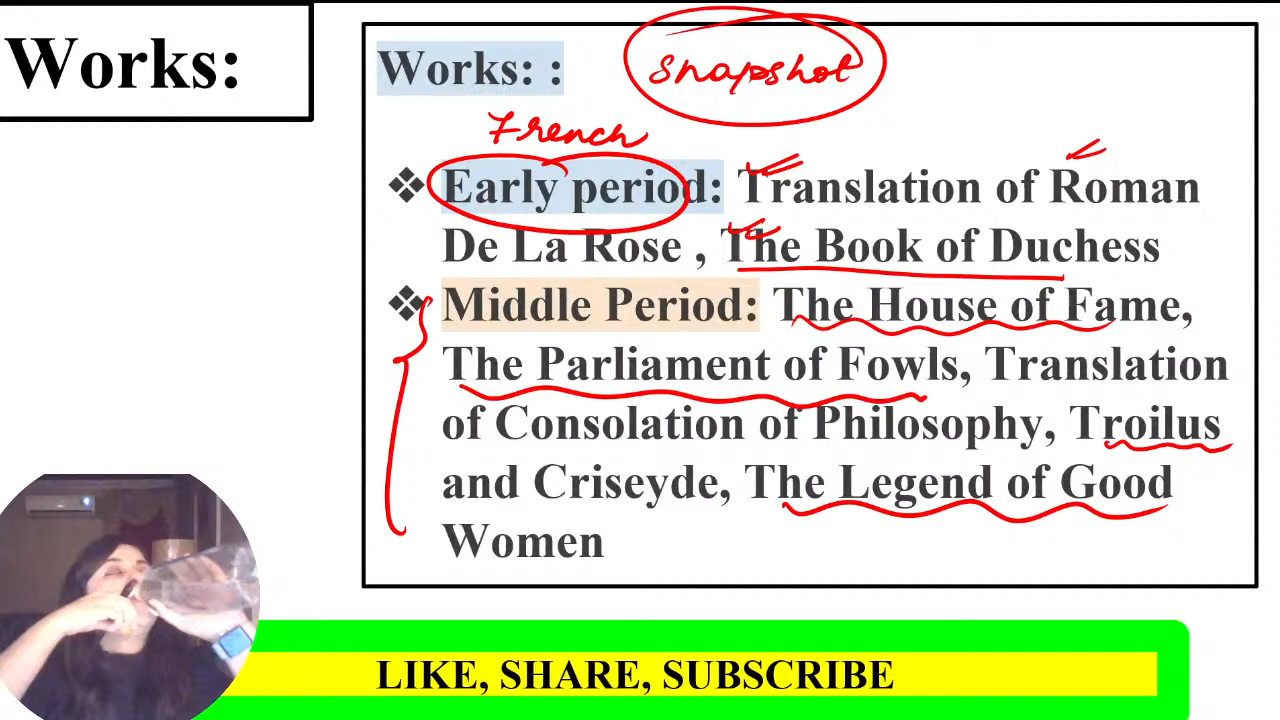 Works:
Works: :
snapshot
French
❖ Early period: Translation of Roman
De La Rose , The Book of Duchess
❖ Middle Period: The House of Fame,
The Parliament of Fowls, Translation
of Consolation of Philosophy, Troilus
and Criseyde, The Legend of Good
Women
LIKE, SHARE, SUBSCRIBE